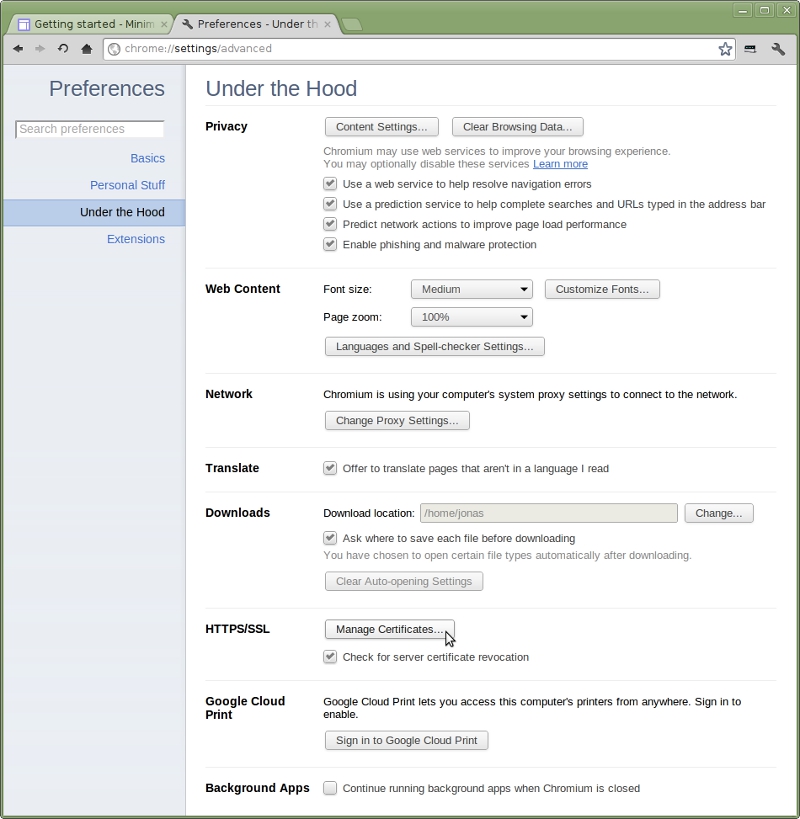 Getting started - Minim
Preferences - Under th
chrome://settings/advanced
Preferences
Search preferences
Basics
Personal Stuff
Under the Hood
Extensions
Under the Hood
Privacy
Content Settings...
Clear Browsing Data...
Chromium may use web services to improve your browsing experience.
You may optionally disable these services Learn more
Use a web service to help resolve navigation errors
Use a prediction service to help complete searches and URLs typed in the address bar
Predict network actions to improve page load performance
Enable phishing and malware protection
Web Content
Font size:
Medium
Customize Fonts...
Page zoom:
100%
Languages and Spell-checker Settings...
Network
Chromium is using your computer's system proxy settings to connect to the network.
Change Proxy Settings...
Translate
Offer to translate pages that aren't in a language I read
Downloads
Download location:
/home/jonas
Change...
Ask where to save each file before downloading
You have chosen to open certain file types automatically after downloading.
Clear Auto-opening Settings
HTTPS/SSL
Manage Certificates...
Check for server certificate revocation
Google Cloud
Print
Google Cloud Print lets you access this computer's printers from anywhere. Sign in to
enable.
Sign in to Google Cloud Print
Background Apps
Continue running background apps when Chromium is closed